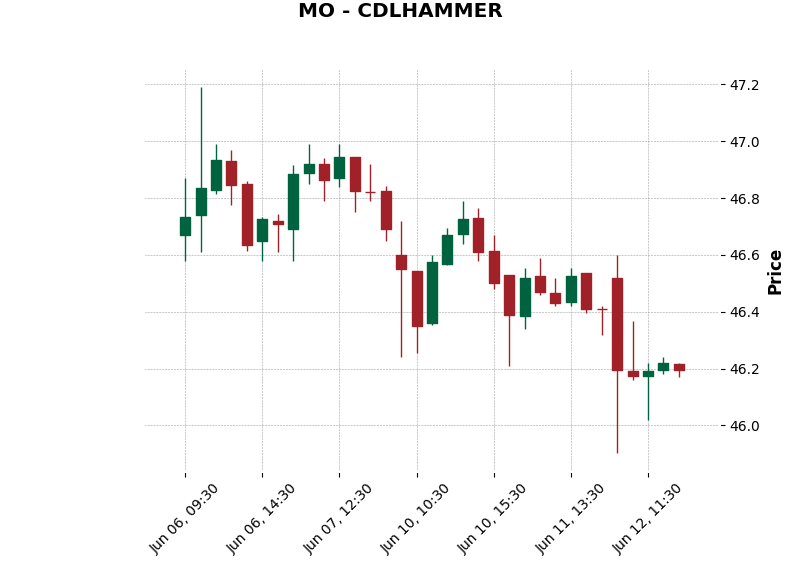 MO - CDLHAMMER
47.2
47.0
46.8
46.6
46.4
46.2
46.0
Price
Jun 06, 09:30
Jun 06, 14:30
Jun 07, 12:30
Jun 10, 10:30
Jun 10, 15:30
Jun 11, 13:30
Jun 12, 11:30